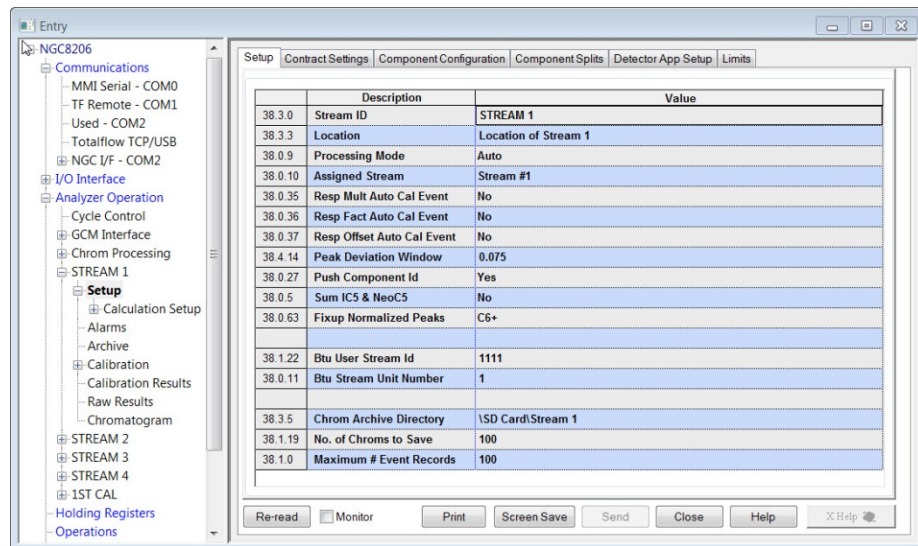 Entry
NGC8206
Communications
MMI Serial - COM0
TF Remote - COM1
Used - COM2
Totalflow TCP/USB
NGC I/F - COM2
I/O Interface
Analyzer Operation
Cycle Control
GCM Interface
Chrom Processing
STREAM 1
Setup
Calculation Setup
Alarms
Archive
Calibration
Calibration Results
Raw Results
Chromatogram
STREAM 2
STREAM 3
STREAM 4
1ST CAL
Holding Registers
Operations
Setup Contract Settings Component Configuration Component Splits Detector App Setup Limits
Description Value
38.3.0 Stream ID STREAM 1
38.3.3 Location Location of Stream 1
38.0.9 Processing Mode Auto
38.0.10 Assigned Stream Stream #1
38.0.35 Resp Mult Auto Cal Event No
38.0.36 Resp Fact Auto Cal Event No
38.0.37 Resp Offset Auto Cal Event No
38.4.14 Peak Deviation Window 0.075
38.0.27 Push Component Id Yes
38.0.5 Sum IC5 & NeoC5 No
38.0.63 Fixup Normalized Peaks C6+
38.1.22 Btu User Stream Id 1111
38.0.11 Btu Stream Unit Number 1
38.3.5 Chrom Archive Directory \SD Card\Stream 1
38.1.19 No. of Chroms to Save 100
38.1.0 Maximum # Event Records 100
Re-read Monitor Print Screen Save Send Close Help X Help